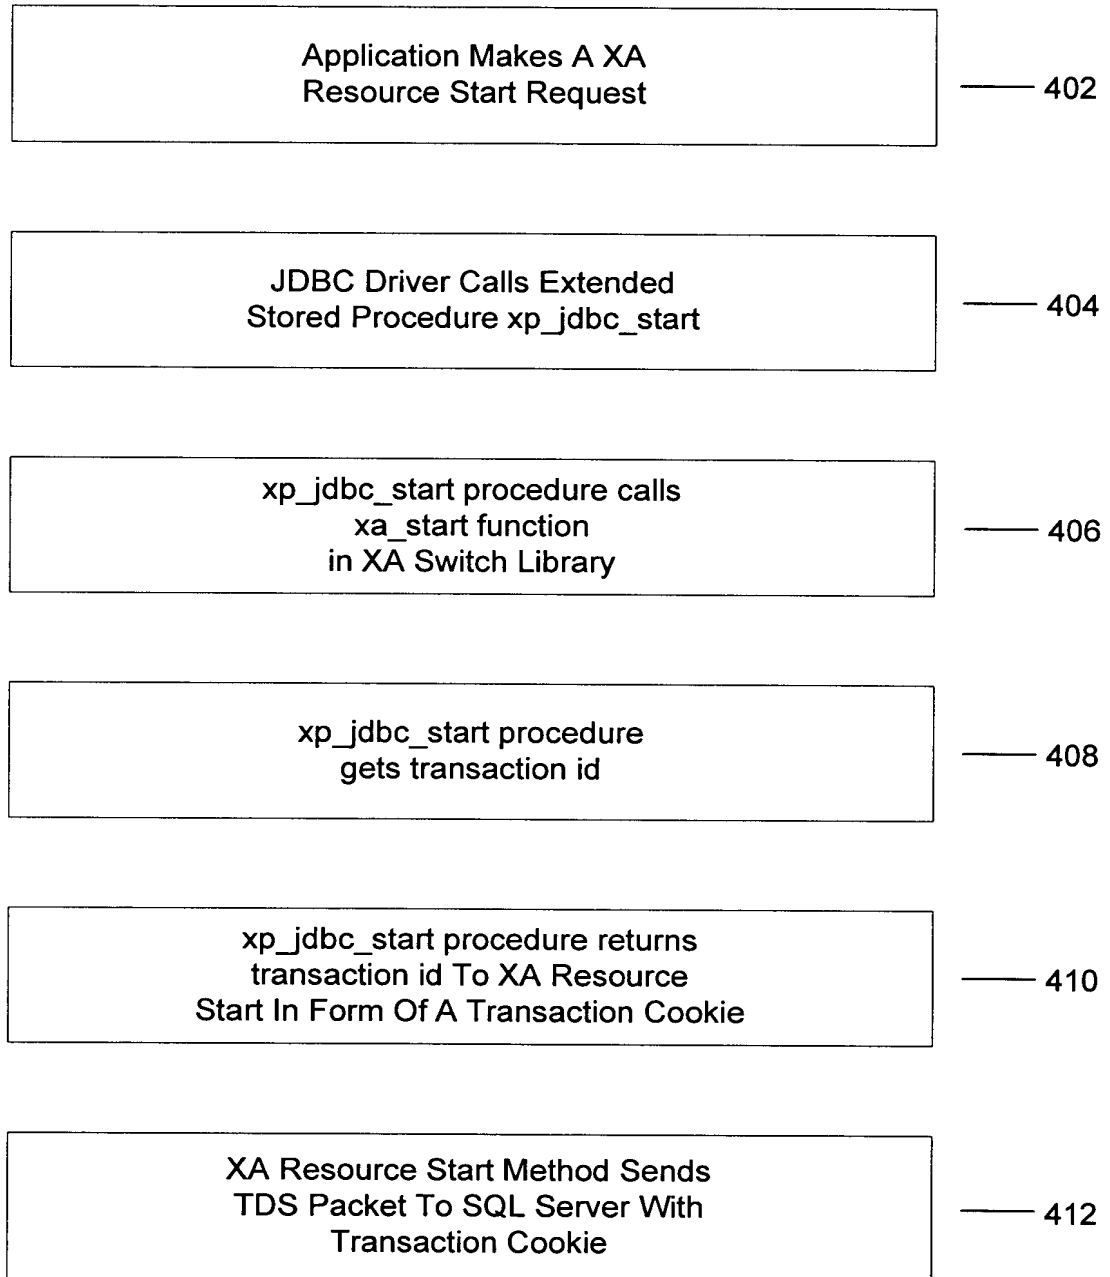 Application Makes A XA
Resource Start Request
402
JDBC Driver Calls Extended
Stored Procedure xp_jdbc_start
404
xp_jdbc_start procedure calls
xa_start function
in XA Switch Library
406
xp_jdbc_start procedure
gets transaction id
408
xp_jdbc_start procedure returns
transaction id To XA Resource
Start In Form Of A Transaction Cookie
410
XA Resource Start Method Sends
TDS Packet To SQL Server With
Transaction Cookie
412